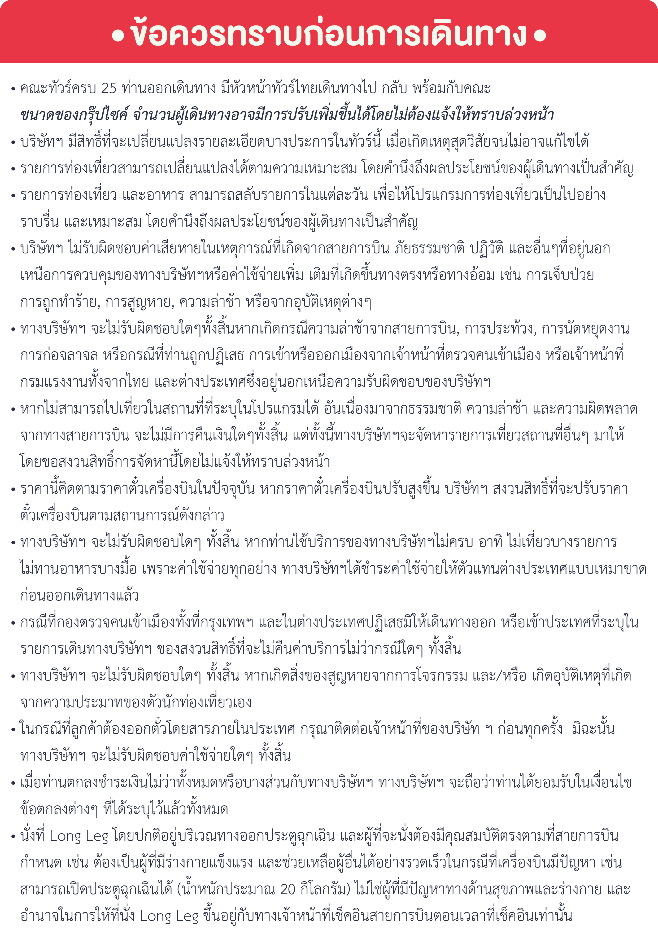 •ข้อควรทราบก่อนการเดินทาง•
• คณะทัวร์ครบ 25 ท่านออกเดินทาง มีหัวหน้าทัวร์ไทยเดินทางไป กลับ พร้อมกับคณะ
ขนาดของกรุ๊ปไซค์ จำนวนผู้เดินทางอาจมีการปรับเพิ่มขึ้นได้โดยไม่ต้องแจ้งให้ทราบล่วงหน้า
• บริษัทฯ มีสิทธิ์ที่จะเปลี่ยนแปลงรายละเอียดบางประการในทัวร์นี้ เมื่อเกิดเหตุสุดวิสัยจนไม่อาจแก้ไขได้
• รายการท่องเที่ยวสามารถเปลี่ยนแปลงได้ตามความเหมาะสม โดยคำนึงถึงผลประโยชน์ของผู้เดินทางเป็นสำคัญ
• รายการท่องเที่ยว และอาหาร สามารถสลับรายการในแต่ละวัน เพื่อให้โปรแกรมการท่องเที่ยวเป็นไปอย่าง
ราบรื่น และเหมาะสม โดยคำนึงถึงผลประโยชน์ของผู้เดินทางเป็นสำคัญ
• บริษัทฯ ไม่รับผิดชอบค่าเสียหายในเหตุการณ์ที่เกิดจากสายการบิน ภัยธรรมชาติ ปฏิวัติ และอื่นๆที่อยู่นอก
เหนือการควบคุมของทางบริษัทฯหรือค่าใช้จ่ายเพิ่ม เติมที่เกิดขึ้นทางตรงหรือทางอ้อม เช่น การเจ็บป่วย
การถูกทำร้าย, การสูญหาย, ความล่าช้า หรือจากอุบัติเหตุต่างๆ
• ทางบริษัทฯ จะไม่รับผิดชอบใดๆทั้งสิ้นหากเกิดกรณีความล่าช้าจากสายการบิน, การประท้วง, การนัดหยุดงาน
การก่อจลาจล หรือกรณีที่ท่านถูกปฏิเสธ การเข้าหรือออกเมืองจากเจ้าหน้าที่ตรวจคนเข้าเมือง หรือเจ้าหน้าที่
กรมแรงงานทั้งจากไทย และต่างประเทศซึ่งอยู่นอกเหนือความรับผิดชอบของบริษัทฯ
• หากไม่สามารถไปเที่ยวในสถานที่ที่ระบุในโปรแกรมได้ อันเนื่องมาจากธรรมชาติ ความล่าช้า และความผิดพลาด
จากทางสายการบิน จะไม่มีการคืนเงินใดๆทั้งสิ้น แต่ทั้งนี้ทางบริษัทฯจะจัดหารายการเที่ยวสถานที่อื่นๆ มาให้
โดยขอสงวนสิทธิ์การจัดหานี้โดยไม่แจ้งให้ทราบล่วงหน้า
• ราคานี้คิดตามราคาตั๋วเครื่องบินในปัจจุบัน หากราคาตั๋วเครื่องบินปรับสูงขึ้น บริษัทฯ สงวนสิทธิ์ที่จะปรับราคา
ตั๋วเครื่องบินตามสถานการณ์ดังกล่าว
• ทางบริษัทฯ จะไม่รับผิดชอบใดๆ ทั้งสิ้น หากท่านใช้บริการของทางบริษัทฯไม่ครบ อาทิ ไม่เที่ยวบางรายการ
ไม่ทานอาหารบางมื้อ เพราะค่าใช้จ่ายทุกอย่าง ทางบริษัทฯได้ชำระค่าใช้จ่ายให้ตัวแทนต่างประเทศแบบเหมาขาด
ก่อนออกเดินทางแล้ว
• กรณีที่กองตรวจคนเข้าเมืองทั้งที่กรุงเทพฯ และในต่างประเทศปฏิเสธมิให้เดินทางออก หรือเข้าประเทศที่ระบุใน
รายการเดินทางบริษัทฯ ของสงวนสิทธิ์ที่จะไม่คืนค่าบริการไม่ว่ากรณีใดๆ ทั้งสิ้น
• ทางบริษัทฯ จะไม่รับผิดชอบใดๆ ทั้งสิ้น หากเกิดสิ่งของสูญหายจากการโจรกรรม และ/หรือ เกิดอุบัติเหตุที่เกิด
จากความประมาทของตัวนักท่องเที่ยวเอง
• ในกรณีที่ลูกค้าต้องออกตั๋วโดยสารภายในประเทศ กรุณาติดต่อเจ้าหน้าที่ของบริษัท ฯ ก่อนทุกครั้ง มิฉะนั้น
ทางบริษัทฯ จะไม่รับผิดชอบค่าใช้จ่ายใดๆ ทั้งสิ้น
• เมื่อท่านตกลงชำระเงินไม่ว่าทั้งหมดหรือบางส่วนกับทางบริษัทฯ ทางบริษัทฯ จะถือว่าท่านได้ยอมรับในเงื่อนไข
ข้อตกลงต่างๆ ที่ได้ระบุไว้แล้วทั้งหมด
• นั่งที่ Long Leg โดยปกติอยู่บริเวณทางออกประตูฉุกเฉิน และผู้ที่จะนั่งต้องมีคุณสมบัติตรงตามที่สายการบิน
กำหนด เช่น ต้องเป็นผู้ที่มีร่างกายแข็งแรง และช่วยเหลือผู้อื่นได้อย่างรวดเร็วในกรณีที่เครื่องบินมีปัญหา เช่น
สามารถเปิดประตูฉุกเฉินได้ (น้ำหนักประมาณ 20 กิโลกรัม) ไม่ใช่ผู้ที่มีปัญหาทางด้านสุขภาพและร่างกาย และ
อำนาจในการให้ที่นั่ง Long Leg ขึ้นอยู่กับทางเจ้าหน้าที่เช็คอินสายการบินตอนเวลาที่เช็คอินเท่านั้น